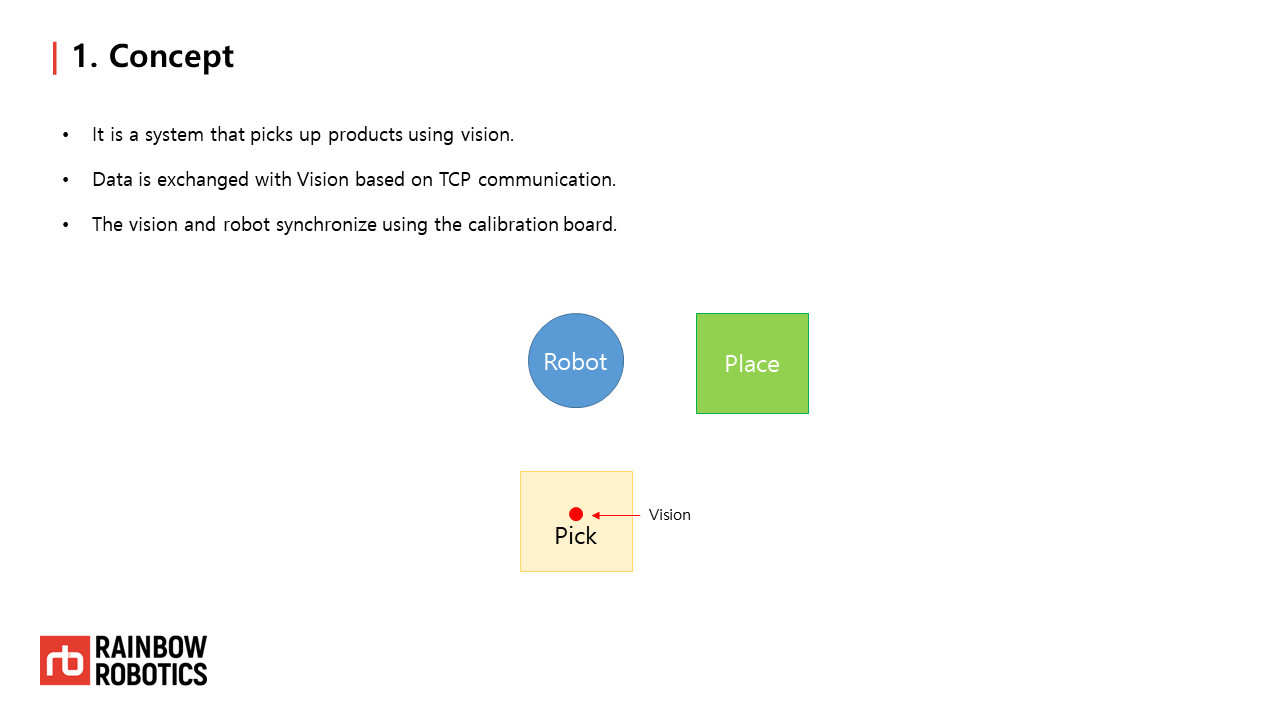 1. Concept
• It is a system that picks up products using vision.
• Data is exchanged with Vision based on TCP communication.
• The vision and robot synchronize using the calibration board.
Robot
Place
Vision
Pick
rb
RAINBOW
ROBOTICS